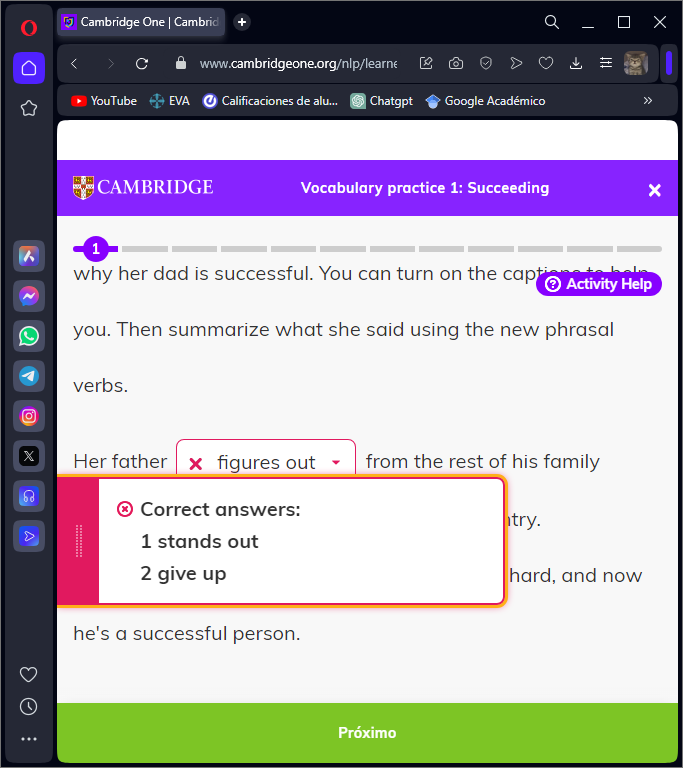 Cambridge One | Cambrid
www.cambridgeone.org/nlp/learne
YouTube
EVA
Calificaciones de alu...
Chatgpt
Google Académico
CAMBRIDGE
Vocabulary practice 1: Succeeding
1
why her dad is successful. You can turn on the captions to help
Activity Help
you. Then summarize what she said using the new phrasal
verbs.
Her father figures out from the rest of his family
Correct answers:
1 stands out
ntry.
2 give up
hard, and now
he's a successful person.
Próximo